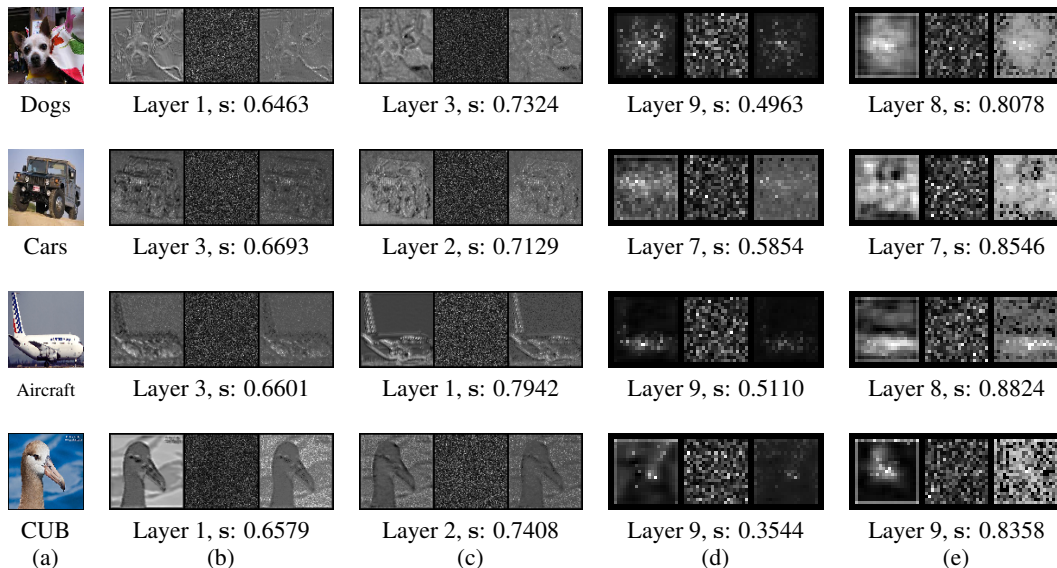 Dogs Layer 1, s: 0.6463 Layer 3, s: 0.7324 Layer 9, s: 0.4963 Layer 8, s: 0.8078
Cars Layer 3, s: 0.6693 Layer 2, s: 0.7129 Layer 7, s: 0.5854 Layer 7, s: 0.8546
Aircraft Layer 3, s: 0.6601 Layer 1, s: 0.7942 Layer 9, s: 0.5110 Layer 8, s: 0.8824
CUB Layer 1, s: 0.6579 Layer 2, s: 0.7408 Layer 9, s: 0.3544 Layer 9, s: 0.8358
(a) (b) (c) (d) (e)